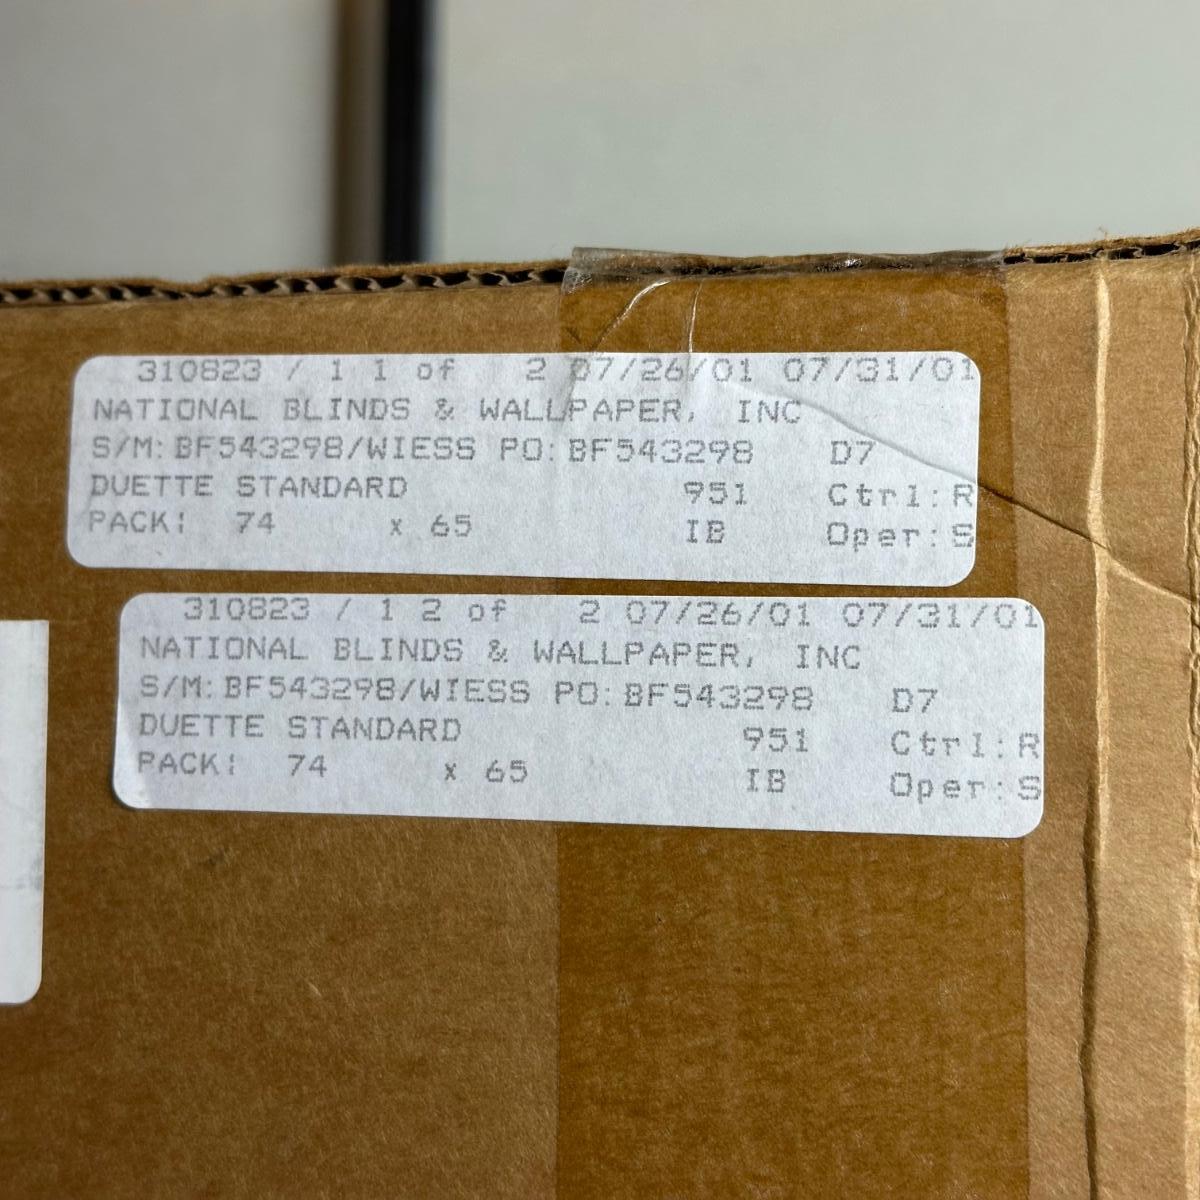 310823 / 1 1 of 2 07/26/01 07/31/01
NATIONAL BLINDS & WALLPAPER, INC
S/M: BF543298/WIESS PO: BF543298 D7
DUETTE STANDARD 951 Ctrl: R
PACK: 74 x 65 IB Oper: S
310823 / 1 2 of 2 07/26/01 07/31/01
NATIONAL BLINDS & WALLPAPER, INC
S/M: BF543298/WIESS PO: BF543298 D7
DUETTE STANDARD 951 Ctrl: R
PACK: 74 x 65 IB Oper: S